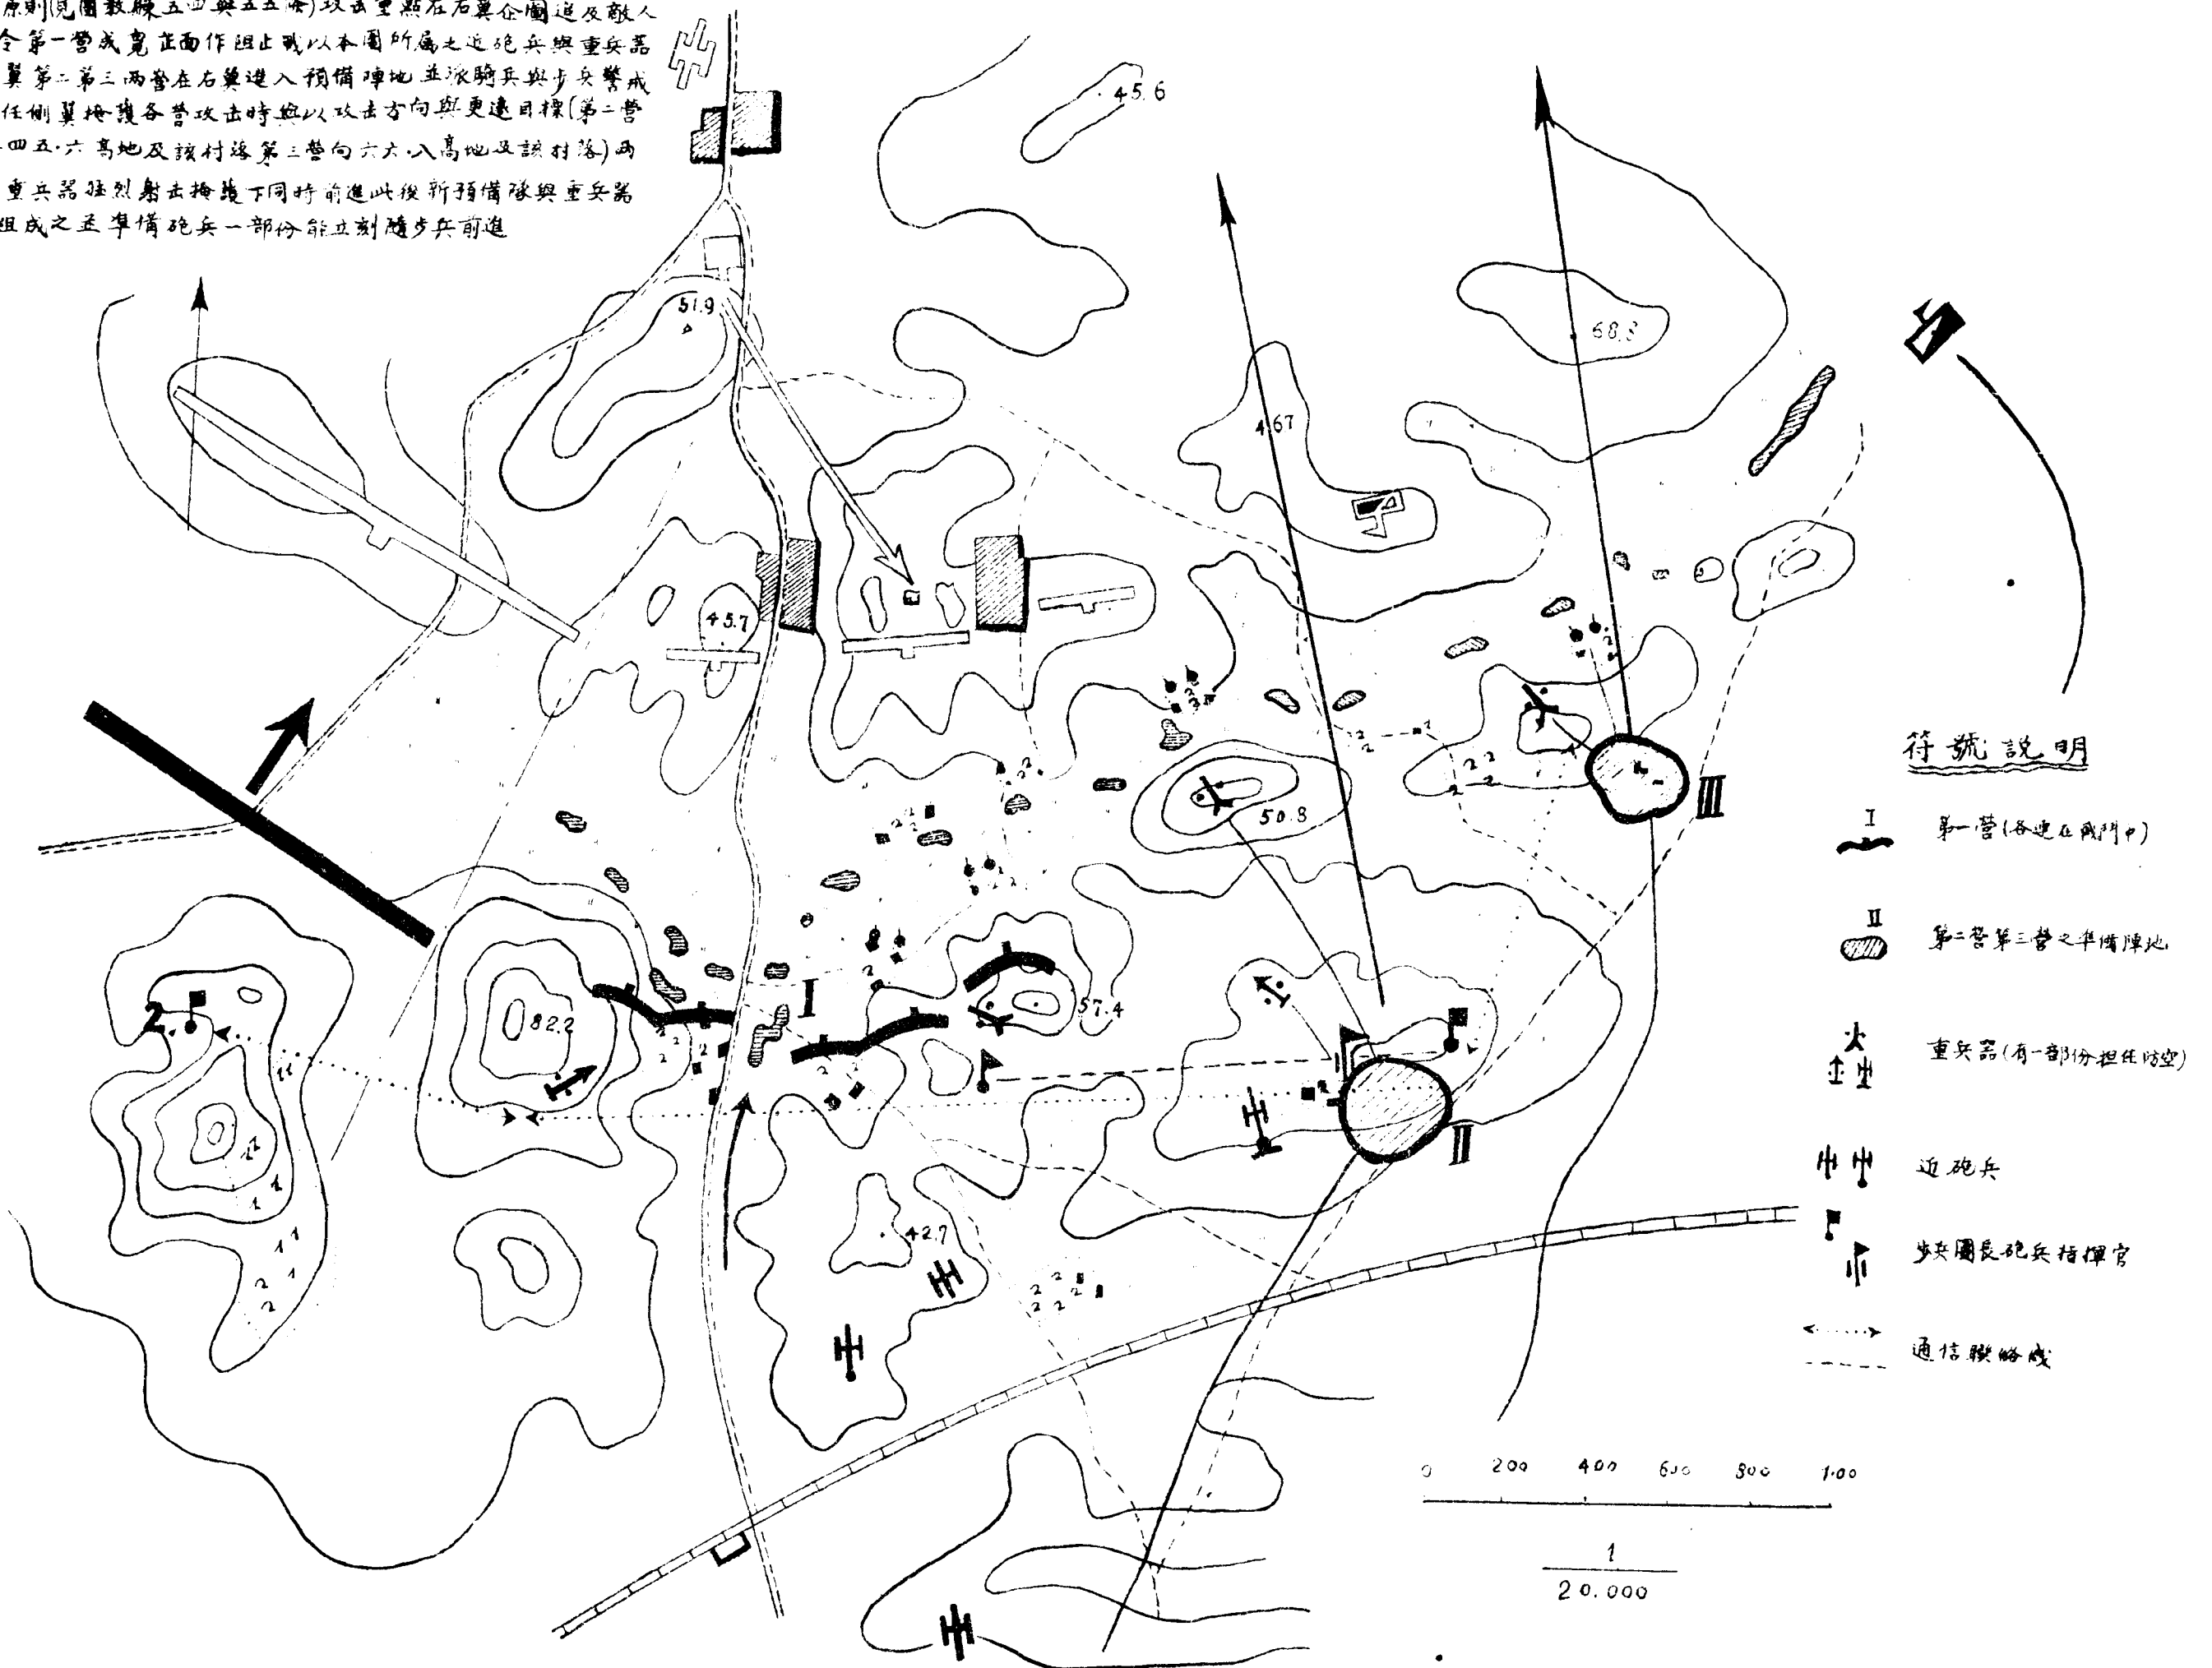 原則(見圖教練五四與五五條)攻击重點在右翼企圖追及敵人
令第一營成寬正面作阻止戰以本團所屬之近砲兵與重兵器
翼第二第三兩營在右翼進入預備陣地並派騎兵與步兵警戒
任側翼掩護各營攻击時與以攻击方向與更遠目標(第二營
四五·六高地及該村落第三營向六六·八高地及該村落)兩
重兵器猛烈射击掩護下同時前進此後新預備隊與重兵器
組成之並準備砲兵一部份能立刻隨步兵前進
45.6
51.9
68.8
467
45.7
50.8
III
I
82.2
57.4
2.
II
42.7
符號說明
I 第一營(各連在戰鬥中)
II 第二營第三營之準備陣地
重兵器(有一部份担任防空)
近砲兵
步兵團長砲兵指揮官
通信聯絡線
0 200 400 600 800 1.00
1
20.000